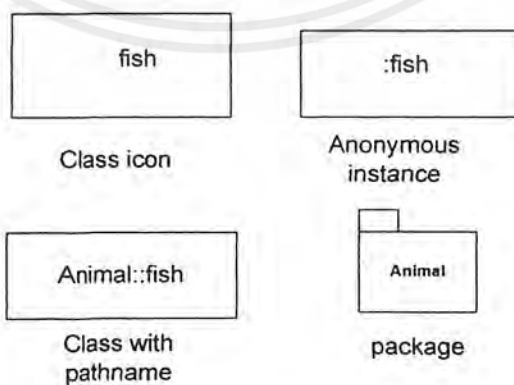 fish
:fish
Class icon
Anonymous
instance
Animal::fish
Animal
Class with
pathname
package